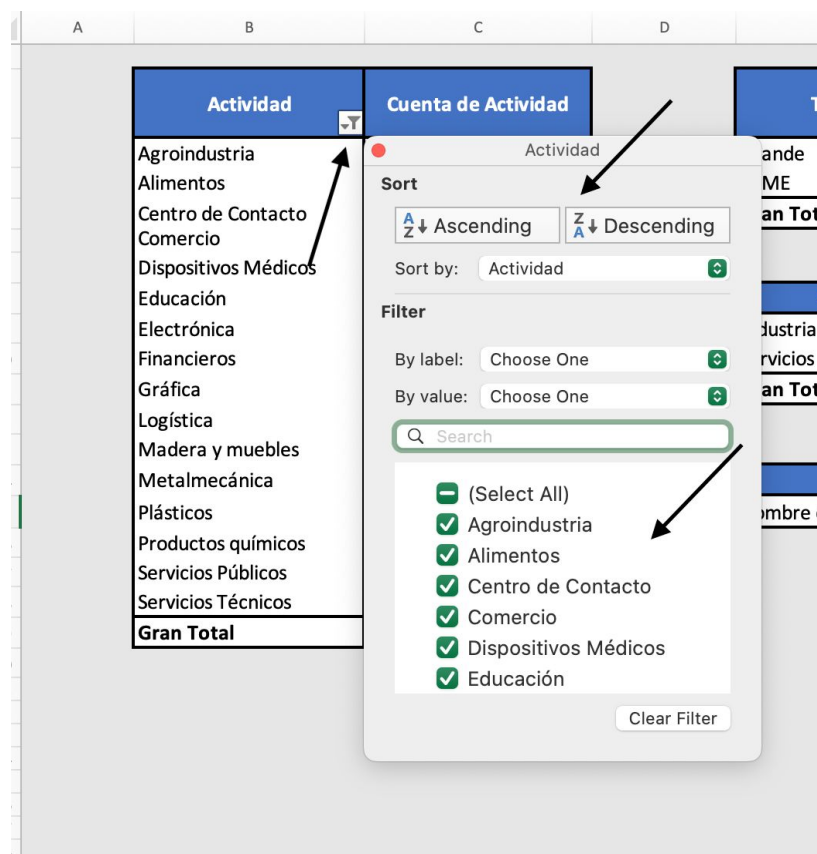 A B C D
Actividad
Cuenta de Actividad
T
Agroindustria
Alimentos
Centro de Contacto
Comercio
Dispositivos Médicos
Educación
Electrónica
Financieros
Gráfica
Logística
Madera y muebles
Metalmecánica
Plásticos
Productos químicos
Servicios Públicos
Servicios Técnicos
Gran Total
Actividad
Sort
AZ Ascending
ZA Descending
Sort by: Actividad
Filter
By label: Choose One
By value: Choose One
Search
(Select All)
Agroindustria
Alimentos
Centro de Contacto
Comercio
Dispositivos Médicos
Educación
Clear Filter
ande
ME
an Tot
dustria
rvicios
an Tot
ombre